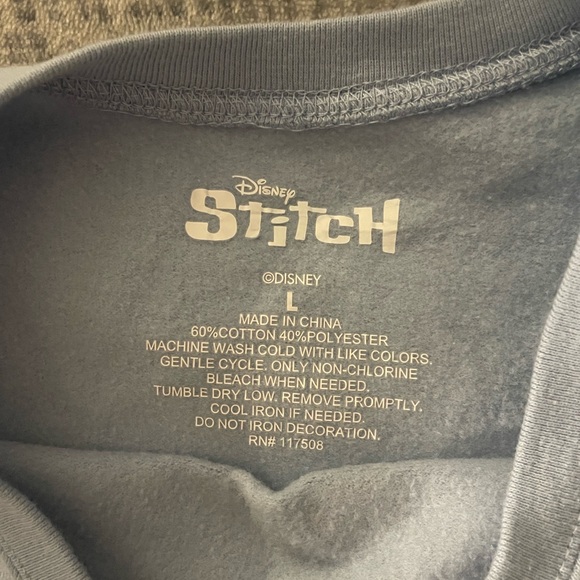 Disney
Stitch
©DISNEY
L
MADE IN CHINA
60%COTTON 40%POLYESTER
MACHINE WASH COLD WITH LIKE COLORS.
GENTLE CYCLE. ONLY NON-CHLORINE
BLEACH WHEN NEEDED.
TUMBLE DRY LOW. REMOVE PROMPTLY.
COOL IRON IF NEEDED.
DO NOT IRON DECORATION.
RN# 117508